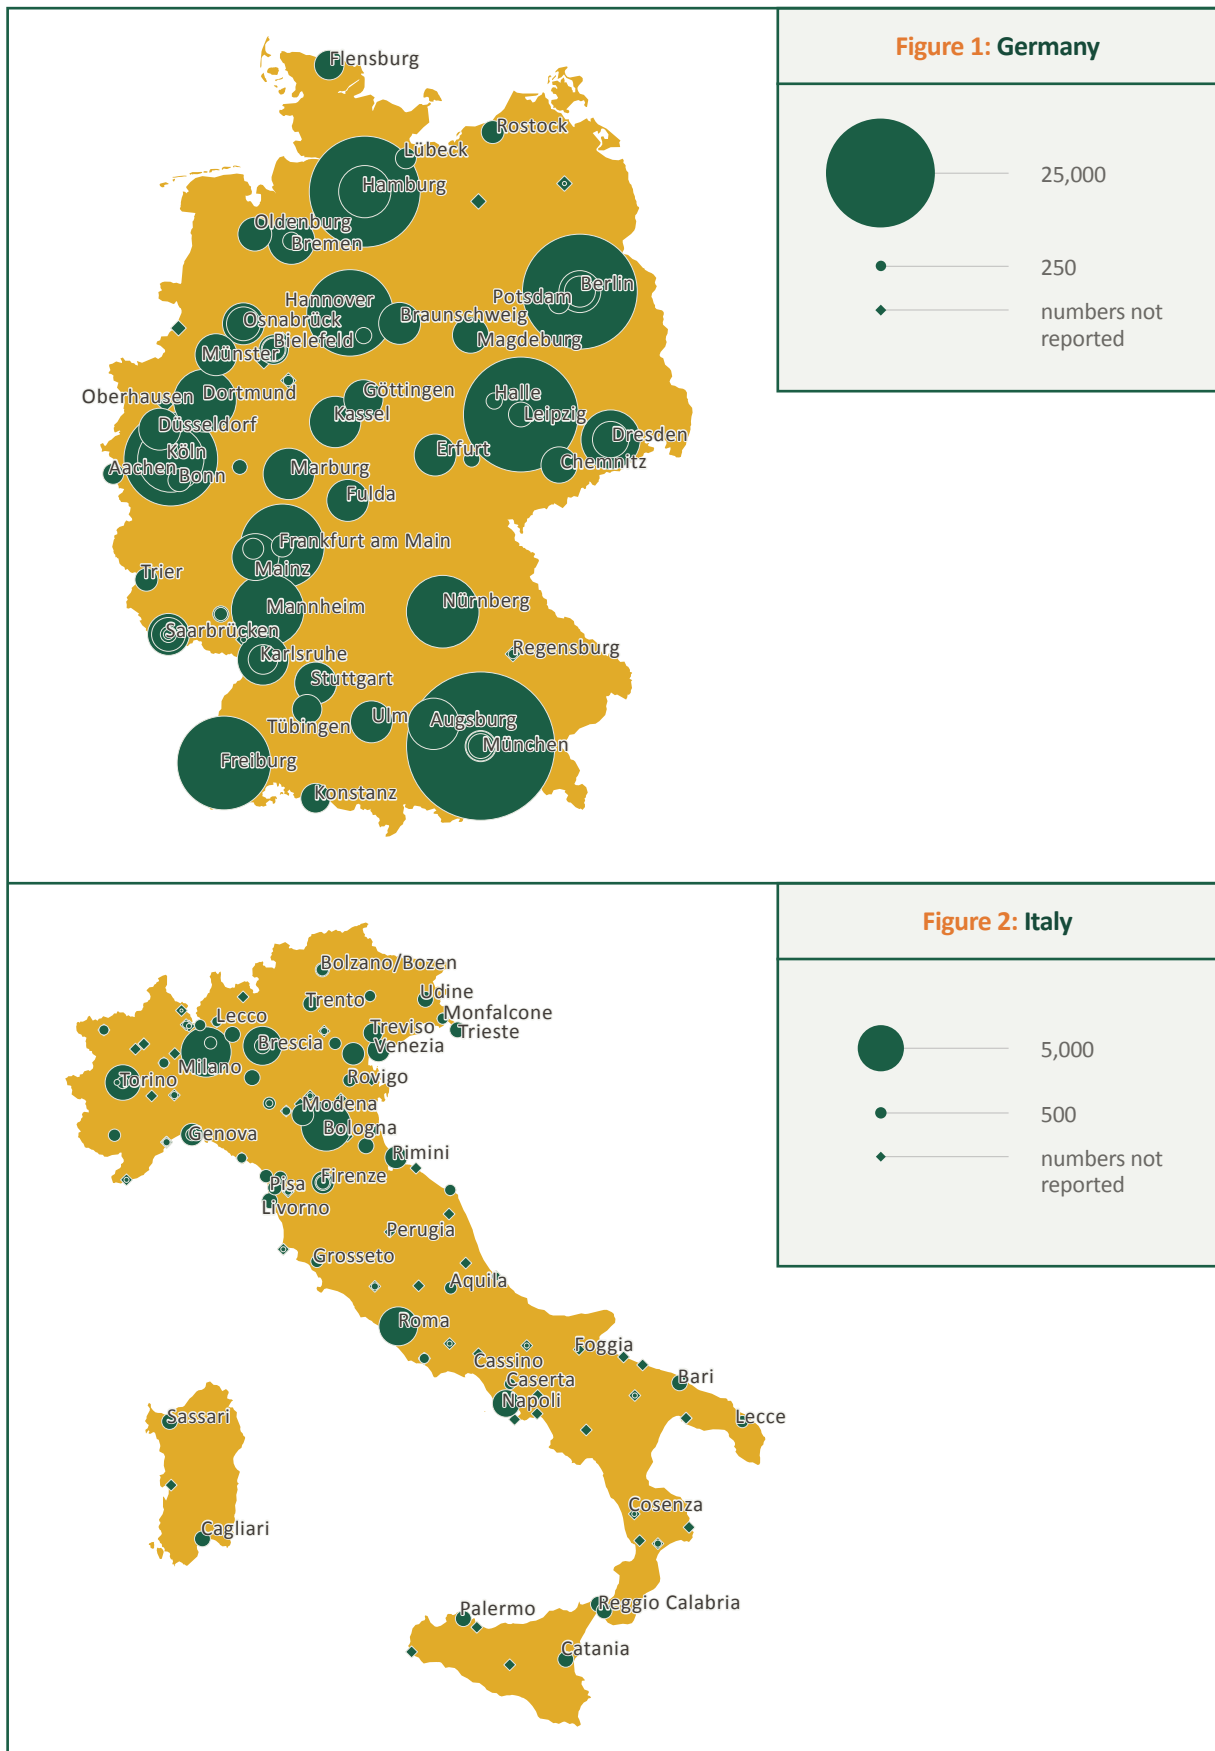 Figure 1: Germany
25,000
250
numbers not
reported
Flensburg
Rostock
Lübeck
Hamburg
Oldenburg
Bremen
Berlin
Potsdam
Hannover
Osnabrück
Braunschweig
Bielefeld
Magdeburg
Münster
Oberhausen
Dortmund
Göttingen
Halle
Kassel
Leipzig
Düsseldorf
Dresden
Köln
Erfurt
Chemnitz
Aachen
Bonn
Marburg
Fulda
Frankfurt am Main
Mainz
Trier
Mannheim
Nürnberg
Saarbrücken
Karlsruhe
Regensburg
Stuttgart
Tübingen
Ulm
Augsburg
München
Freiburg
Konstanz
Figure 2: Italy
5,000
500
numbers not
reported
Bolzano/Bozen
Trento
Udine
Monfalcone
Lecco
Treviso
Trieste
Brescia
Venezia
Milano
Torino
Rovigo
Modena
Genova
Bologna
Rimini
Firenze
Pisa
Livorno
Perugia
Grosseto
Aquila
Roma
Foggia
Cassino
Caserta
Bari
Napoli
Sassari
Lecce
Cosenza
Cagliari
Reggio Calabria
Palermo
Catania